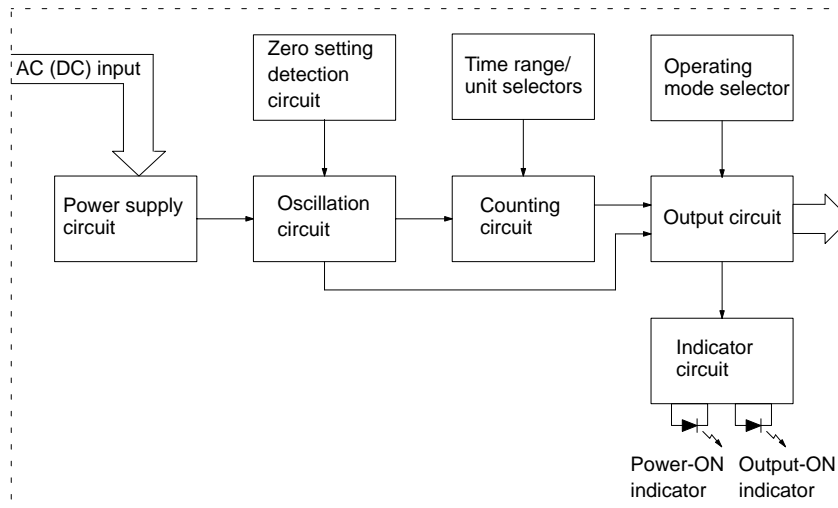 AC (DC) input
Zero setting
detection
circuit
Time range/
unit selectors
Operating
mode selector
Power supply
circuit
Oscillation
circuit
Counting
circuit
Output circuit
Indicator
circuit
Power-ON
indicator
Output-ON
indicator